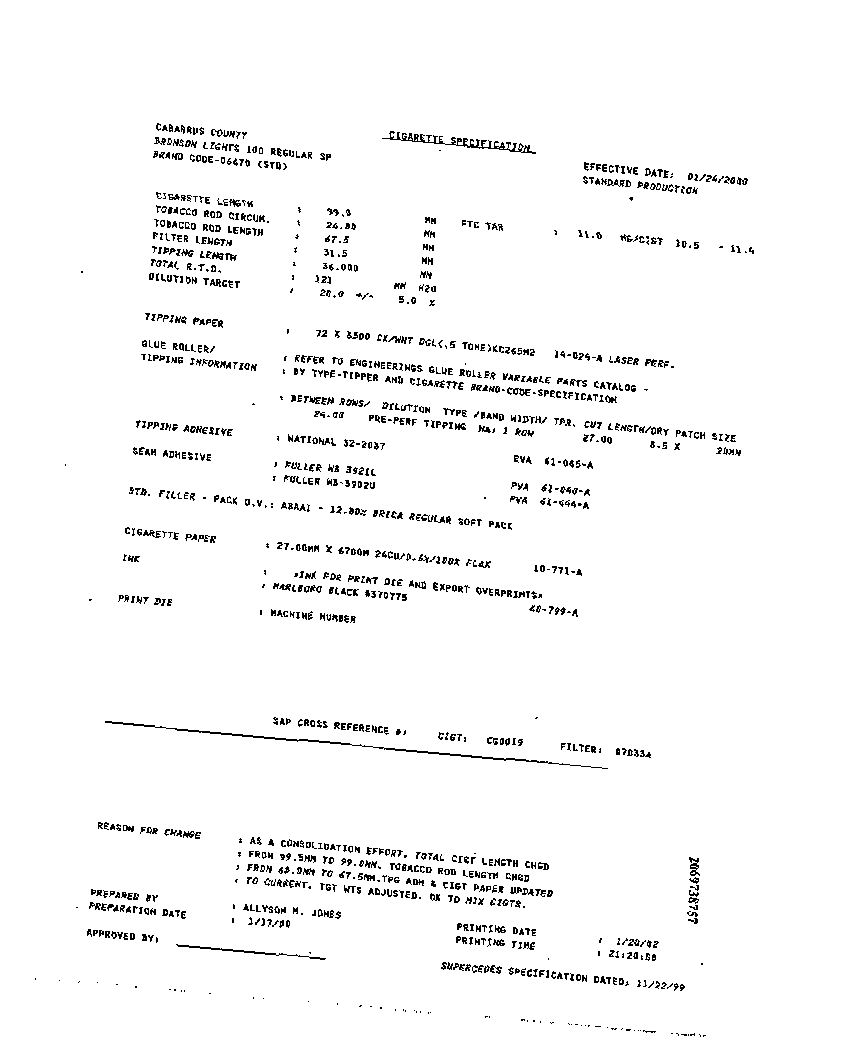 CABARRUS COUNTY
CIGARETTE SPECIFICATION
BRONSON LIGHTS 100 REGULAR SP
BRAND CODE-06470 (STD)
EFFECTIVE DATE: 01/24/2000
STANDARD PRODUCTION
CIGARETTE LENGTH : 99.0 MM FTC TAR : 11.0 MG/CIGT 10.5 - 11.4
TOBACCO ROD CIRCUM. : 24.80 MM
TOBACCO ROD LENGTH : 67.5 MM
FILTER LENGTH : 31.5 MM
TIPPING LENGTH : 36.000 MM
TOTAL R.T.D. : 121 MM H2O
DILUTION TARGET : 20.0 +/- 5.0 %
TIPPING PAPER : 72 X 3500 CK/WHT DGL(.5 TONE)KC265M2 14-024-A LASER PERF.
GLUE ROLLER/ : REFER TO ENGINEERINGS GLUE ROLLER VARIABLE PARTS CATALOG -
TIPPING INFORMATION : BY TYPE-TIPPER AND CIGARETTE BRAND-CODE-SPECIFICATION
: BETWEEN ROWS/ DILUTION TYPE /BAND WIDTH/ TPR. CUT LENGTH/DRY PATCH SIZE
24.00 PRE-PERF TIPPING NA; 1 ROW 27.00 3.5 X 20MM
TIPPING ADHESIVE : NATIONAL 32-2037 EVA 61-045-A
SEAM ADHESIVE : FULLER WB 3921L PVA 61-040-A
: FULLER WB-3902U PVA 61-044-A
STD. FILLER - PACK O.V.: ABAAI - 12.80% BRICA REGULAR SOFT PACK
CIGARETTE PAPER : 27.00MM X 6700M 24CU/0.6%/100% FLAX 10-771-A
INK : *INK FOR PRINT DIE AND EXPORT OVERPRINTS*
: MARLBORO BLACK #370775 40-799-A
PRINT DIE : MACHINE NUMBER
SAP CROSS REFERENCE #: CIGT: CG0019 FILTER: 07033A
REASON FOR CHANGE : AS A CONSOLIDATION EFFORT, TOTAL CIGT LENGTH CHGD
: FROM 99.5MM TO 99.0MM, TOBACCO ROD LENGTH CHGD
: FROM 68.0MM TO 67.5MM.TPG ADH & CIGT PAPER UPDATED
: TO CURRENT. TGT WTS ADJUSTED. OK TO MIX CIGTS.
PREPARED BY : ALLYSON M. JONES
PREPARATION DATE : 1/17/00
PRINTING DATE : 1/20/02
PRINTING TIME : 21:20:58
APPROVED BY:
SUPERCEDES SPECIFICATION DATED: 11/22/99
2069738757